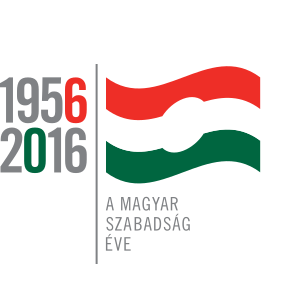 1956
2016
A MAGYAR
SZABADSÁG
ÉVE